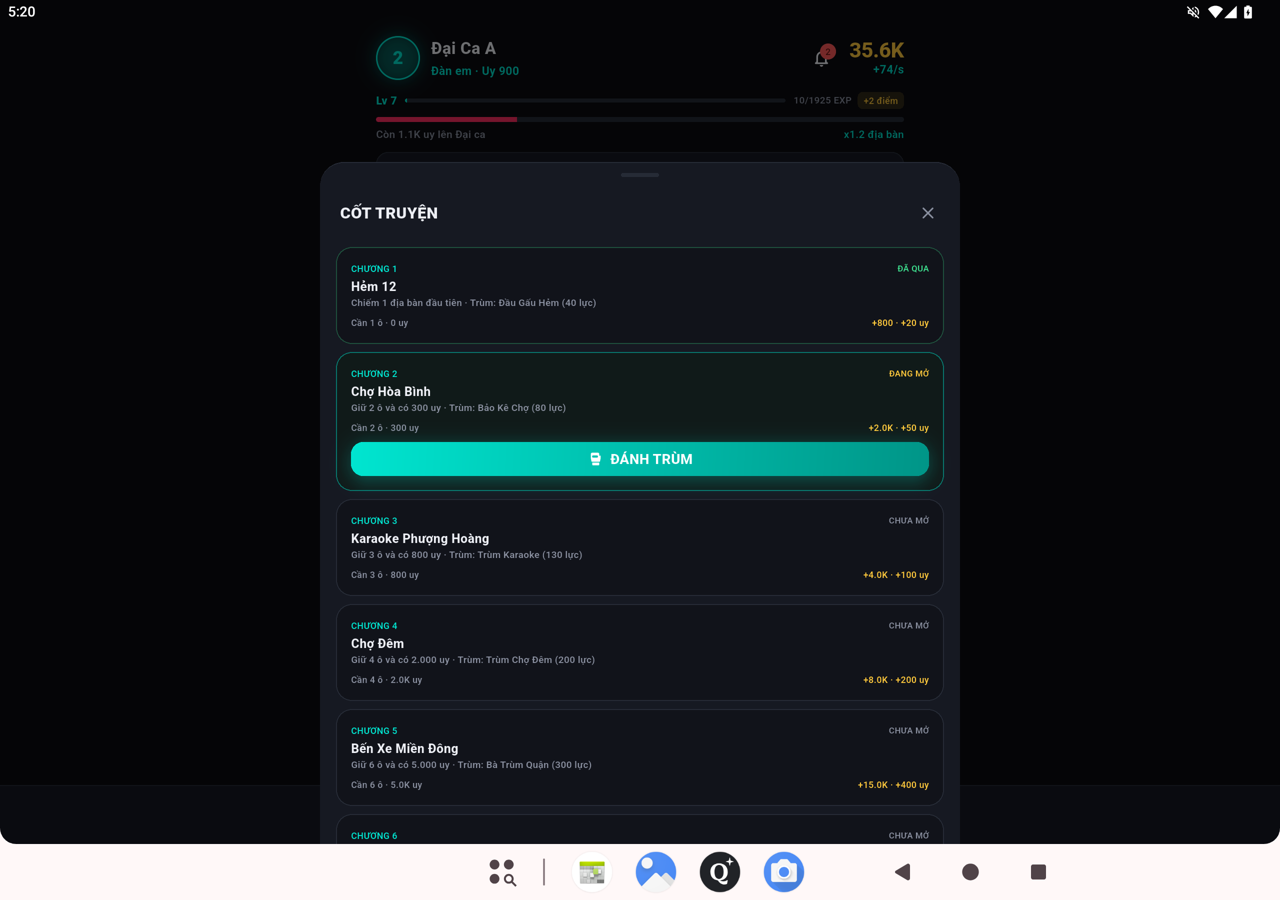 5:20
2
Đại Ca A
Đàn em · Uy 900
2
35.6K
+74/s
Lv 7
10/1925 EXP
+2 điểm
Còn 1.1K uy lên Đại ca
x1.2 địa bàn
CỐT TRUYỆN
CHƯƠNG 1
ĐÃ QUA
Hẻm 12
Chiếm 1 địa bàn đầu tiên · Trùm: Đầu Gấu Hẻm (40 lực)
Cần 1 ô · 0 uy
+800 · +20 uy
CHƯƠNG 2
ĐANG MỞ
Chợ Hòa Bình
Giữ 2 ô và có 300 uy · Trùm: Bảo Kê Chợ (80 lực)
Cần 2 ô · 300 uy
+2.0K · +50 uy
ĐÁNH TRÙM
CHƯƠNG 3
CHƯA MỞ
Karaoke Phượng Hoàng
Giữ 3 ô và có 800 uy · Trùm: Trùm Karaoke (130 lực)
Cần 3 ô · 800 uy
+4.0K · +100 uy
CHƯƠNG 4
CHƯA MỞ
Chợ Đêm
Giữ 4 ô và có 2.000 uy · Trùm: Trùm Chợ Đêm (200 lực)
Cần 4 ô · 2.0K uy
+8.0K · +200 uy
CHƯƠNG 5
CHƯA MỞ
Bến Xe Miền Đông
Giữ 6 ô và có 5.000 uy · Trùm: Bà Trùm Quận (300 lực)
Cần 6 ô · 5.0K uy
+15.0K · +400 uy
CHƯƠNG 6
CHƯA MỞ